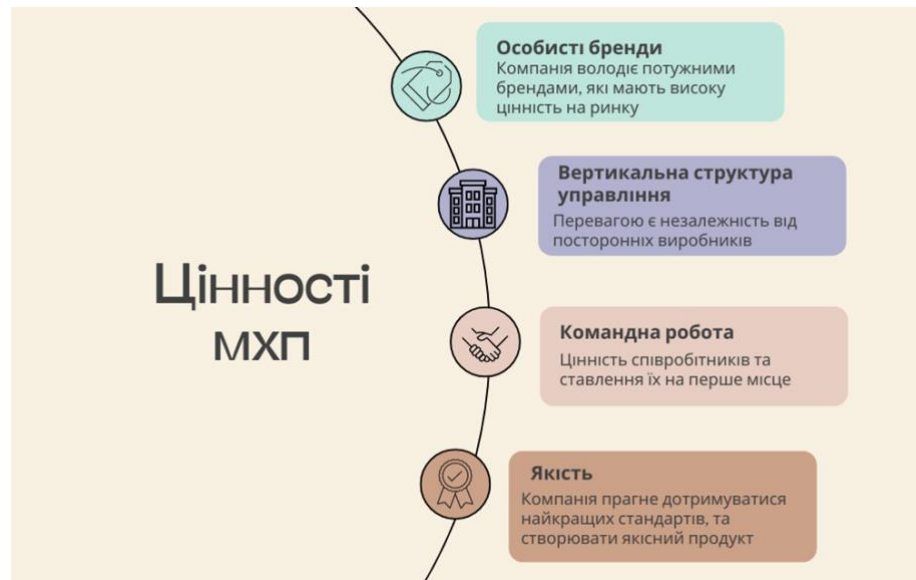 Цінності
МХП
Особисті бренди
Компанія володіє потужними
брендами, які мають високу
цінність на ринку
Вертикальна структура
управління
Перевагою є незалежність від
посторонніх виробників
Командна робота
Цінність співробітників та
ставлення їх на перше місце
Якість
Компанія прагне дотримуватися
найкращих стандартів, та
створювати якісний продукт